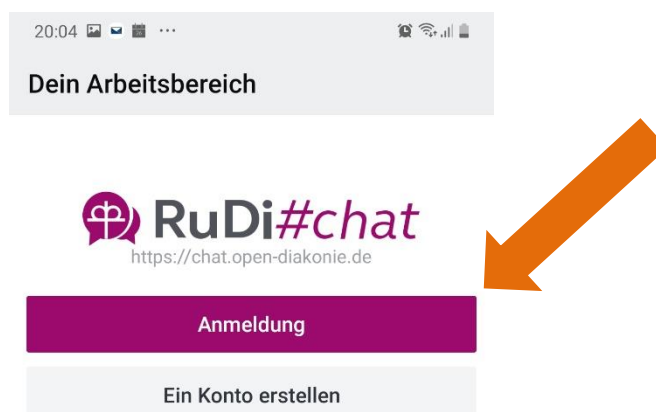 20:04
Dein Arbeitsbereich
RuDi#chat
https://chat.open-diakonie.de
Anmeldung
Ein Konto erstellen